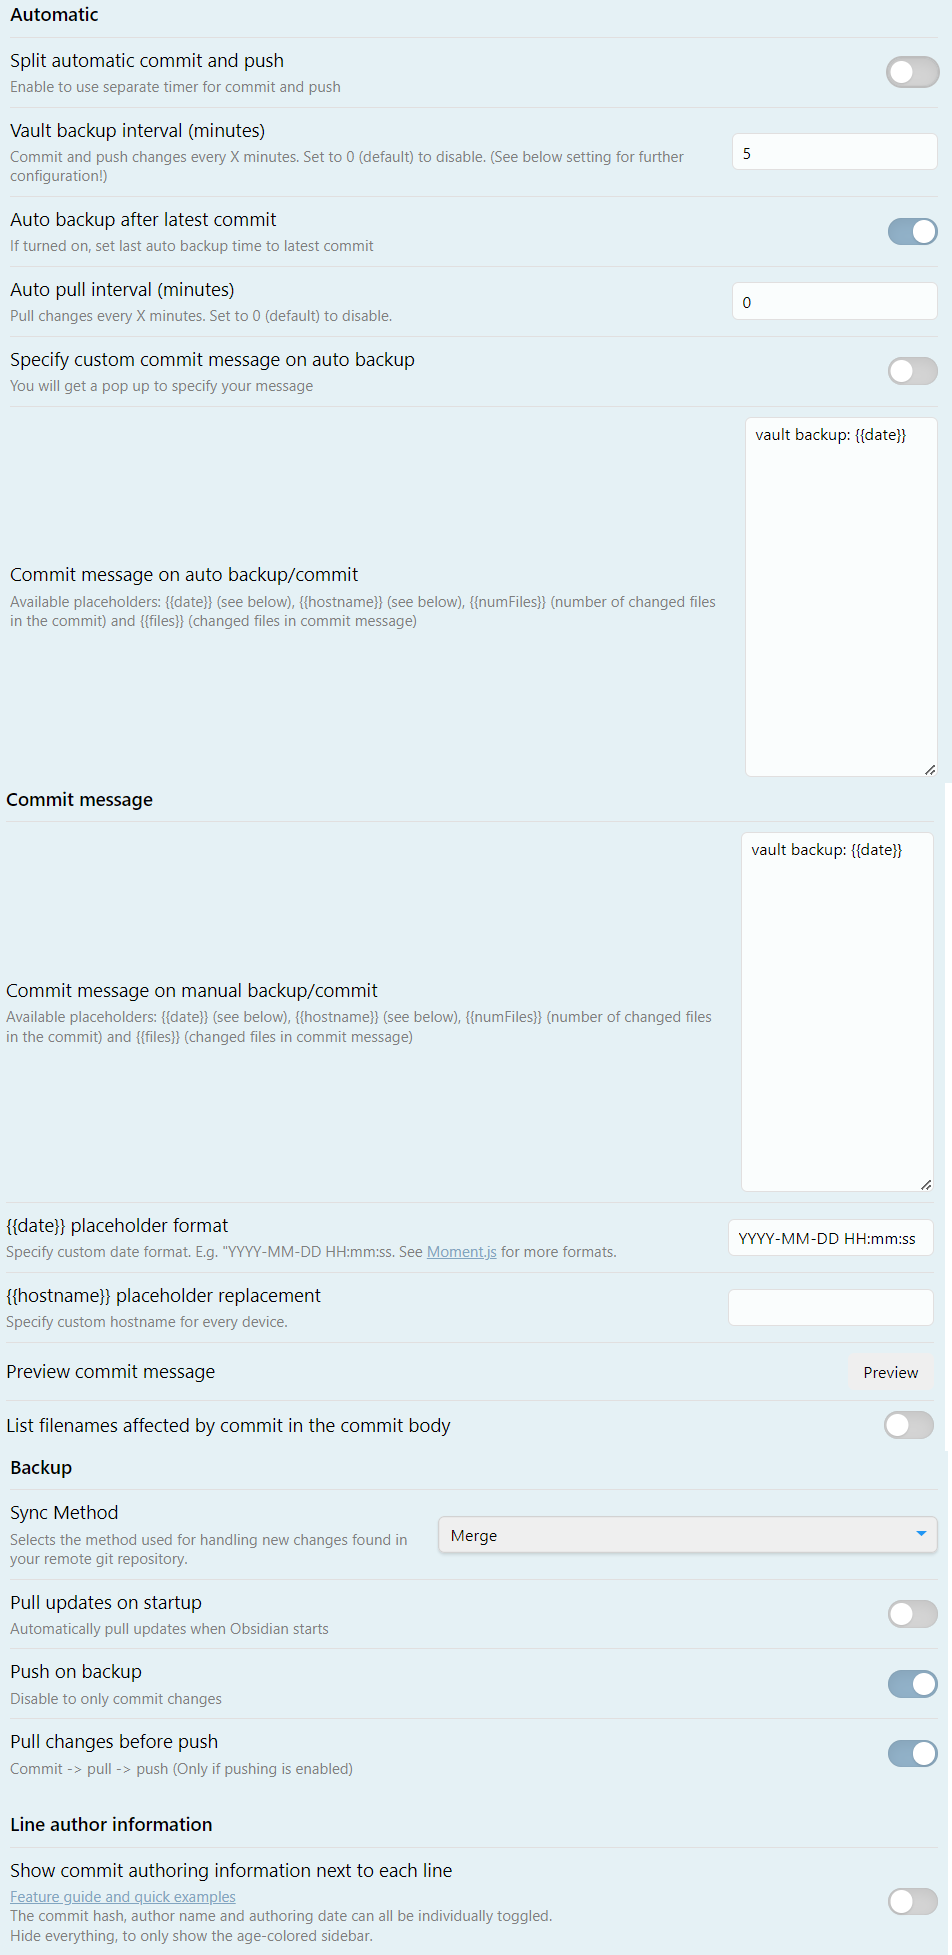 Automatic
Split automatic commit and push
Enable to use separate timer for commit and push
Vault backup interval (minutes)
Commit and push changes every X minutes. Set to 0 (default) to disable. (See below setting for further
configuration!)
5
Auto backup after latest commit
If turned on, set last auto backup time to latest commit
Auto pull interval (minutes)
Pull changes every X minutes. Set to 0 (default) to disable.
0
Specify custom commit message on auto backup
You will get a pop up to specify your message
vault backup: {{date}}
Commit message on auto backup/commit
Available placeholders: {{date}} (see below), {{hostname}} (see below), {{numFiles}} (number of changed files
in the commit) and {{files}} (changed files in commit message)
Commit message
vault backup: {{date}}
Commit message on manual backup/commit
Available placeholders: {{date}} (see below), {{hostname}} (see below), {{numFiles}} (number of changed files
in the commit) and {{files}} (changed files in commit message)
{{date}} placeholder format
Specify custom date format. E.g. "YYYY-MM-DD HH:mm:ss. See Moment.js for more formats.
YYYY-MM-DD HH:mm:ss
{{hostname}} placeholder replacement
Specify custom hostname for every device.
Preview commit message
Preview
List filenames affected by commit in the commit body
Backup
Sync Method
Selects the method used for handling new changes found in
your remote git repository.
Merge
Pull updates on startup
Automatically pull updates when Obsidian starts
Push on backup
Disable to only commit changes
Pull changes before push
Commit -> pull -> push (Only if pushing is enabled)
Line author information
Show commit authoring information next to each line
Feature guide and quick examples
The commit hash, author name and authoring date can all be individually toggled.
Hide everything, to only show the age-colored sidebar.